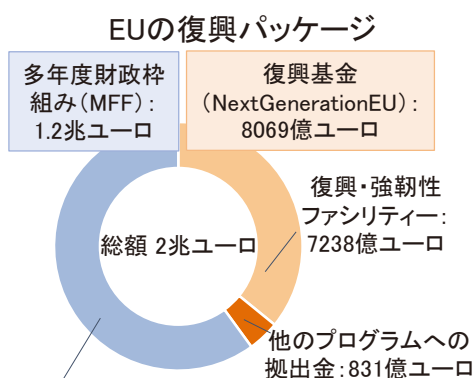 EUの復興パッケージ
多年度財政枠
組み（MFF）：
1.2兆ユーロ
復興基金
（NextGenerationEU）：
8069億ユーロ
復興・強靭性
ファシリティー：
7238億ユーロ
総額 2兆ユーロ
他のプログラムへの
拠出金：831億ユーロ